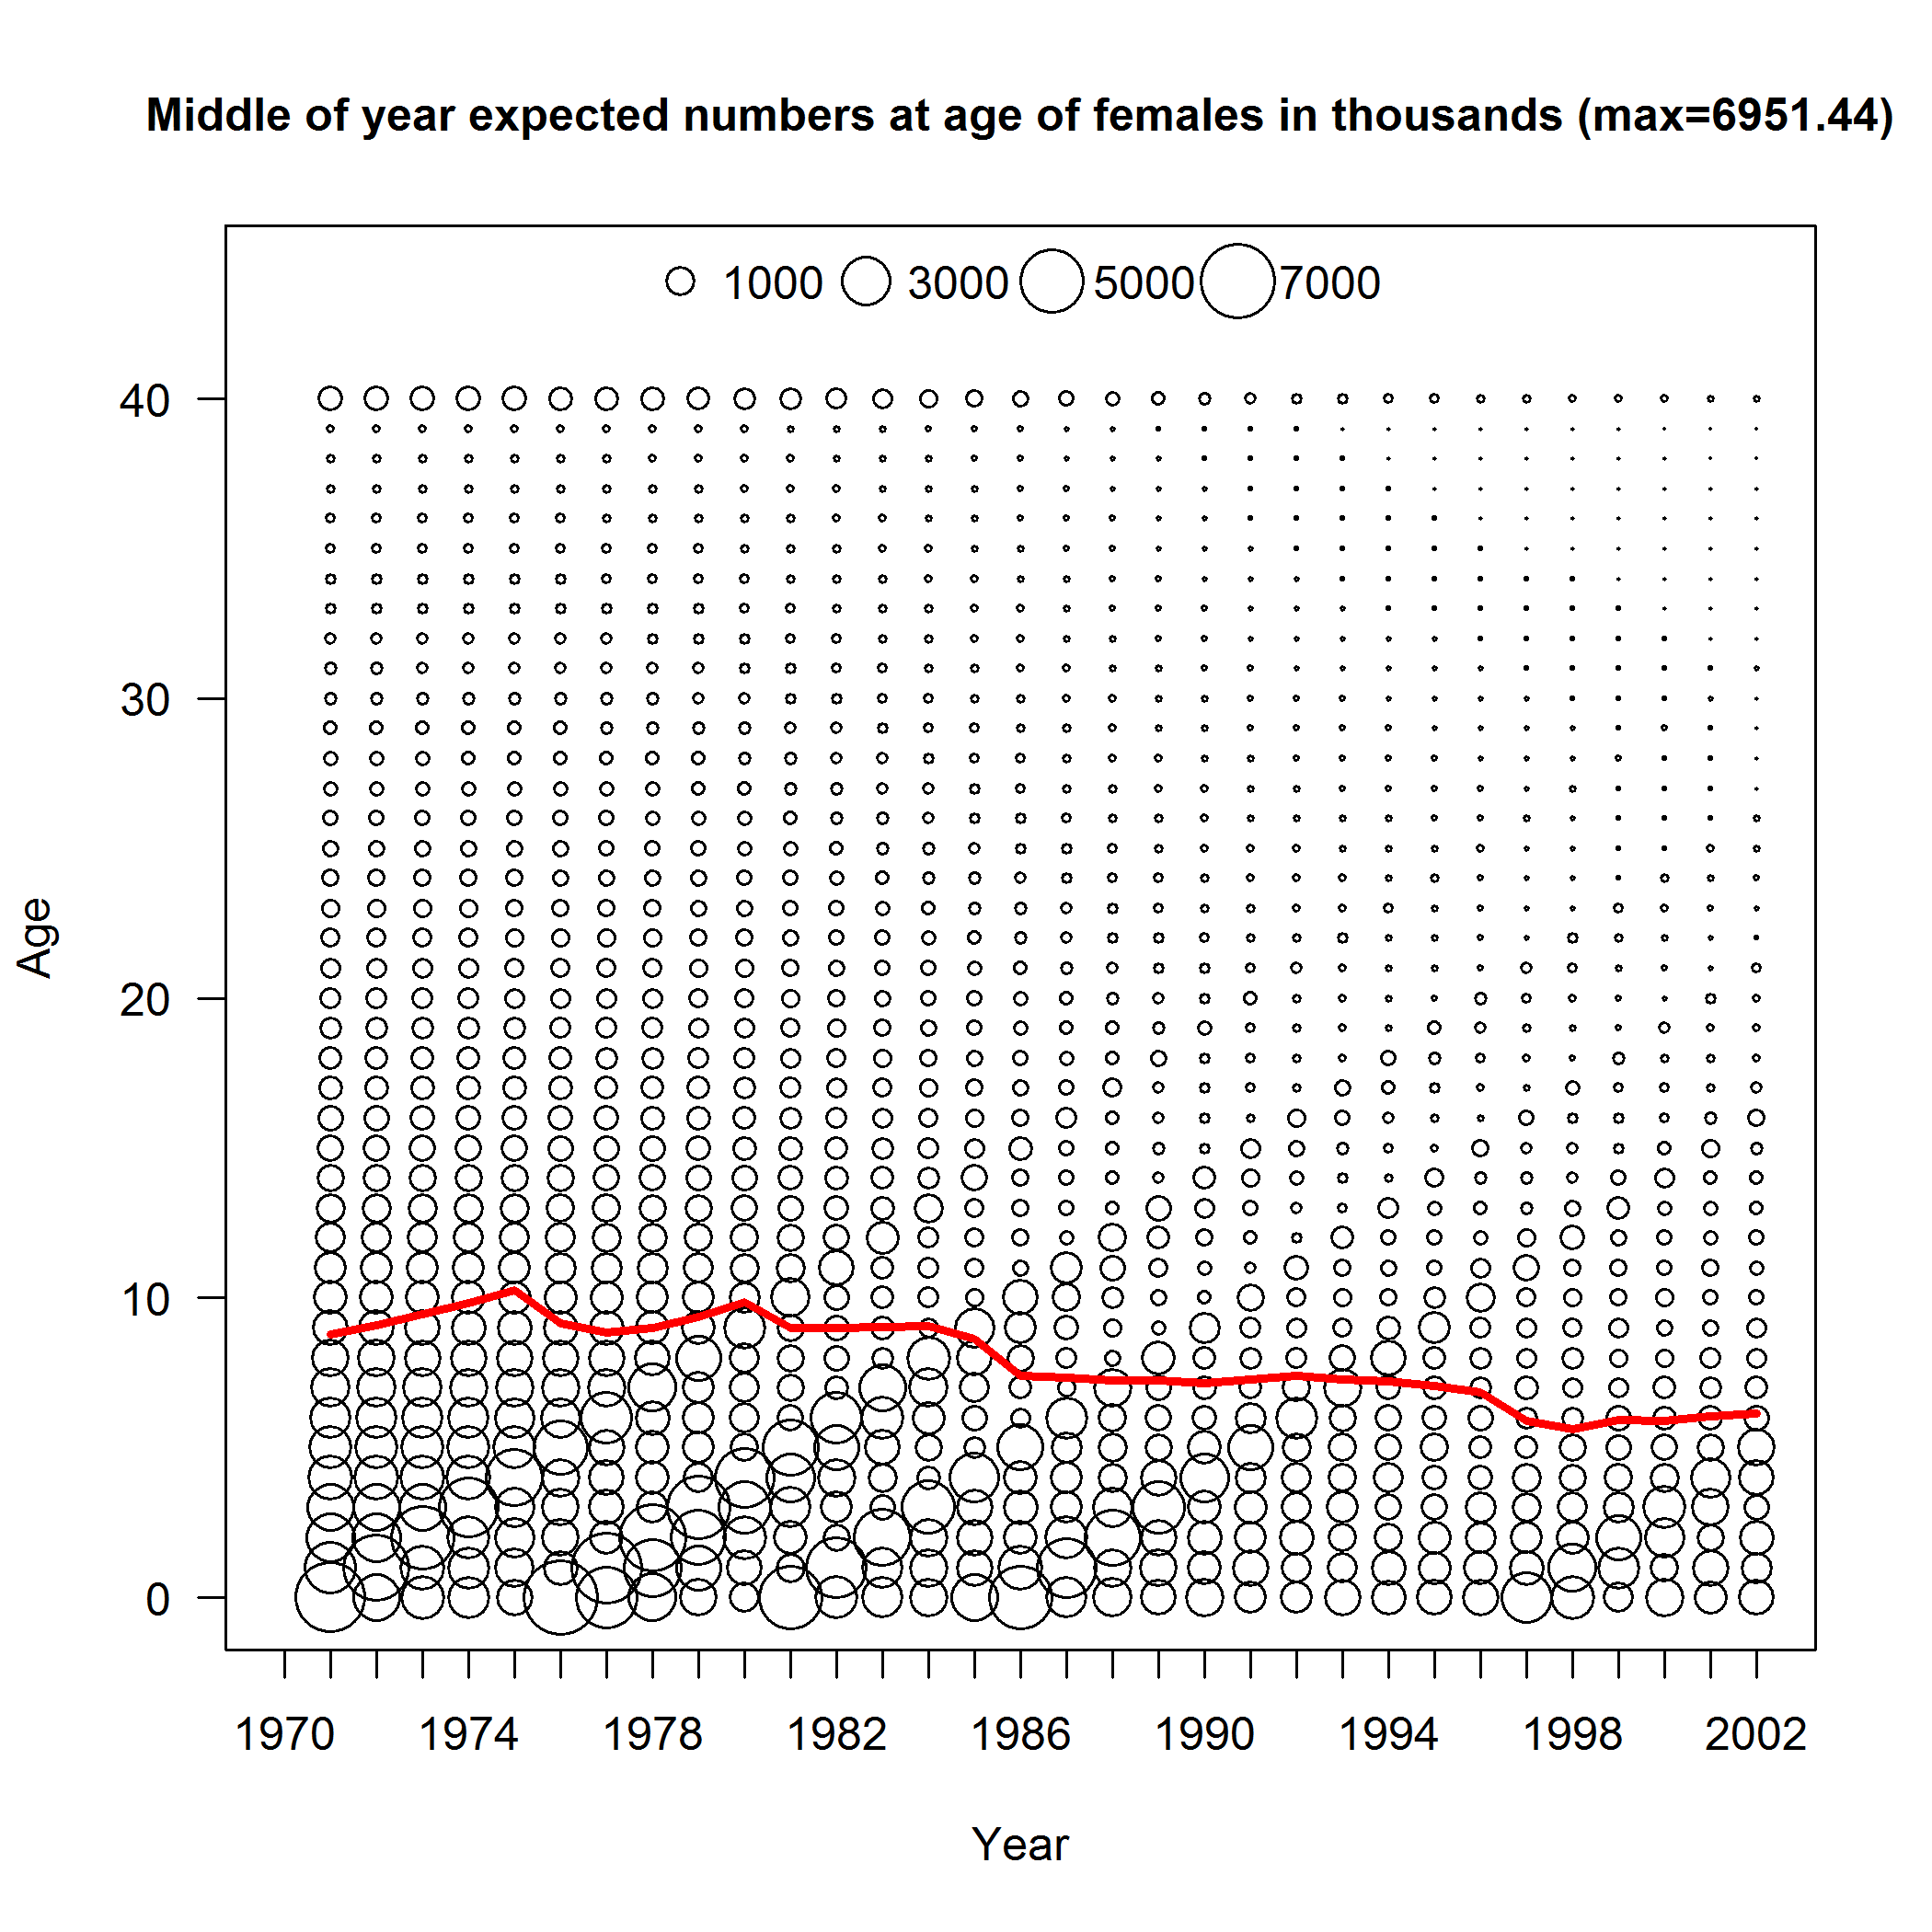 Middle of year expected numbers at age of females in thousands (max=6951.44)
1000 3000 5000 7000
40
30
20
10
0
Age
1970 1974 1978 1982 1986 1990 1994 1998 2002
Year